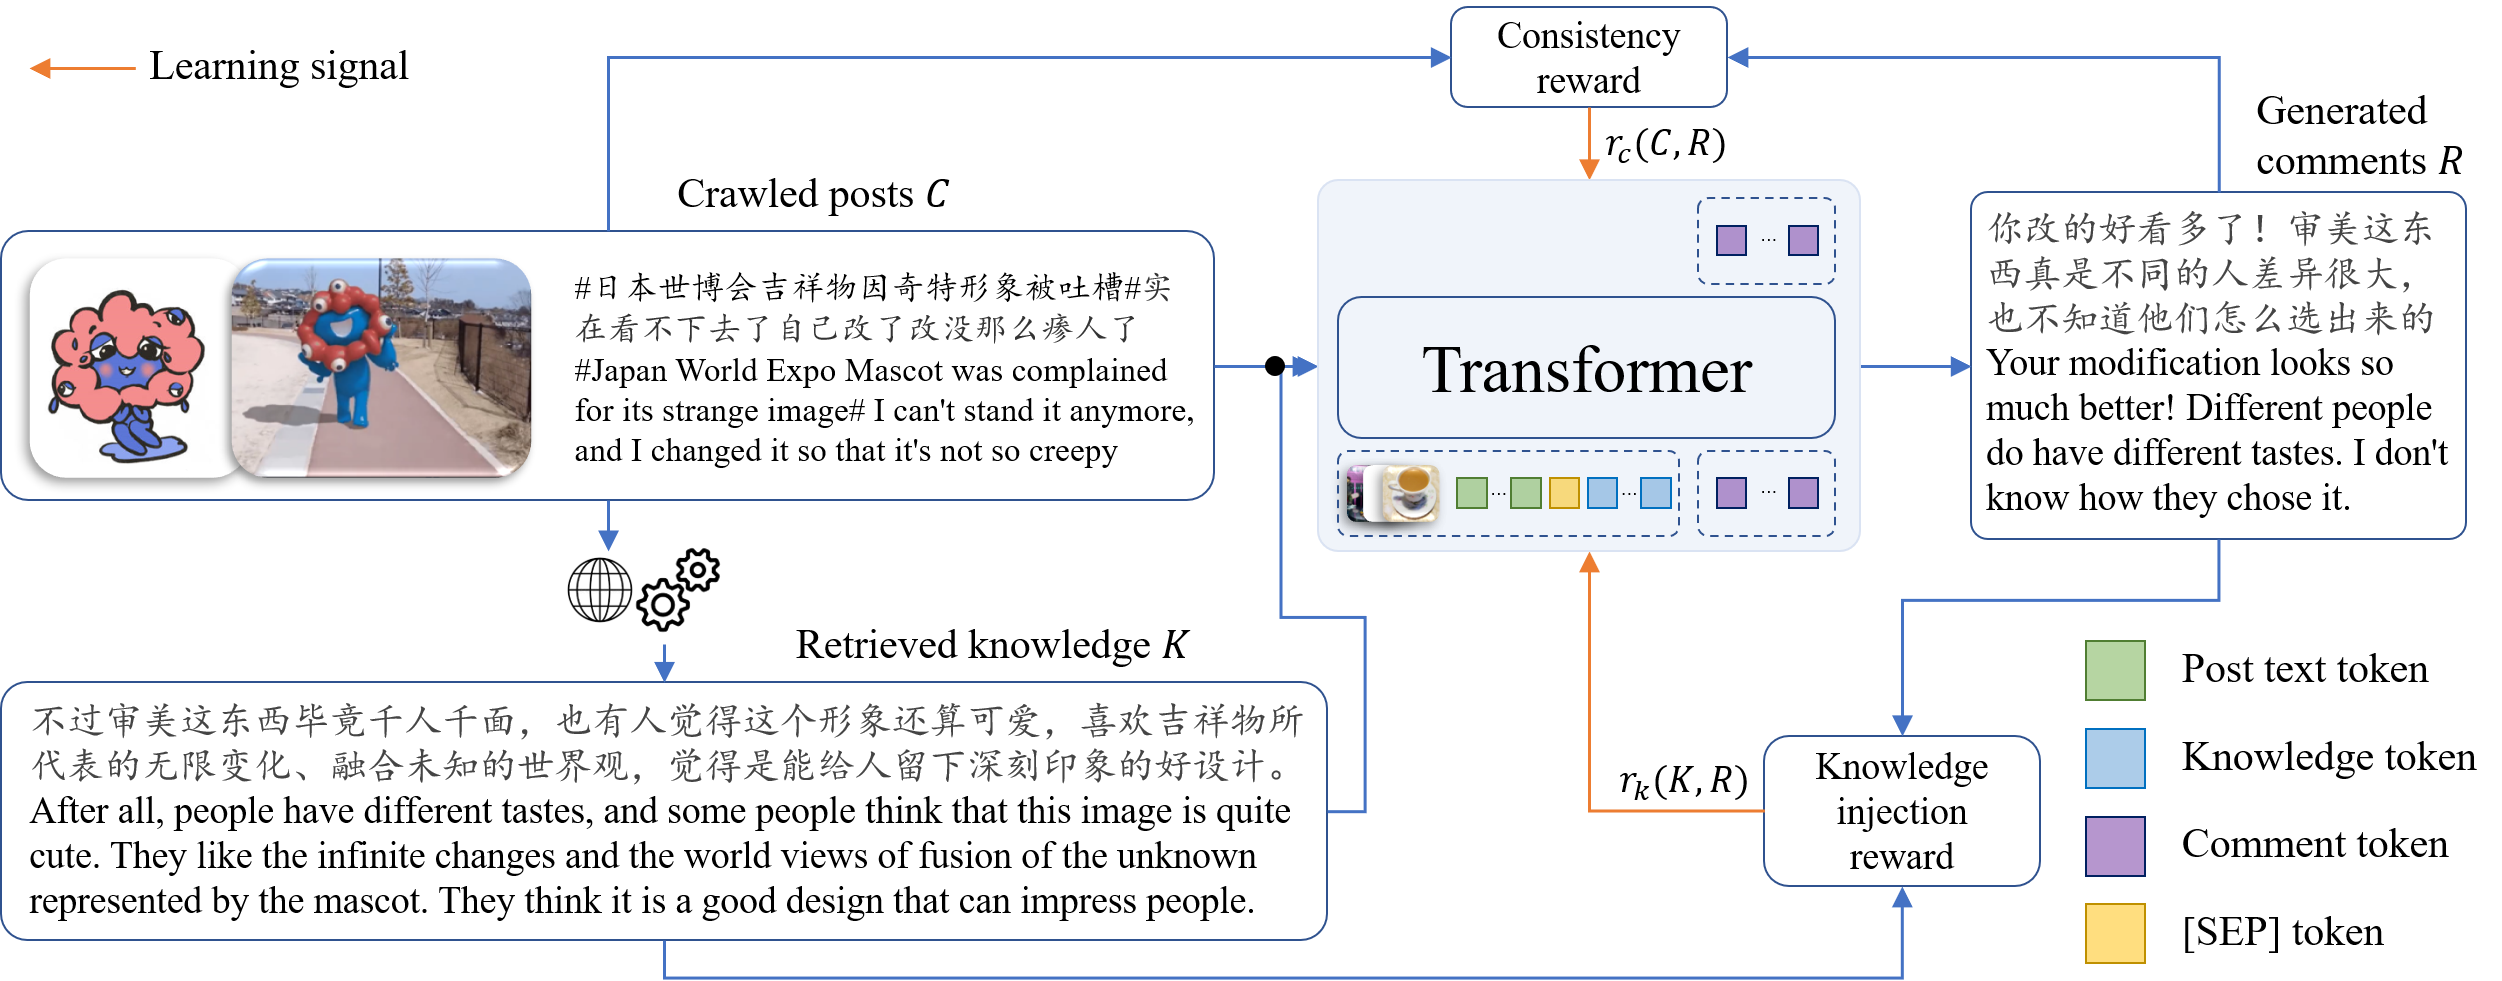 Learning signal
Consistency
reward
r_c(C, R)
Generated
comments R
Crawled posts C
#日本世博会吉祥物因奇特形象被吐槽#实
在看不下去了自己改了改没那么瘆人了
#Japan World Expo Mascot was complained
for its strange image# I can't stand it anymore,
and I changed it so that it's not so creepy
...
Transformer
... ...
...
你改的好看多了！审美这东
西真是不同的人差异很大，
也不知道他们怎么选出来的
Your modification looks so
much better! Different people
do have different tastes. I don't
know how they chose it.
Retrieved knowledge K
不过审美这东西毕竟千人千面，也有人觉得这个形象还算可爱，喜欢吉祥物所
代表的无限变化、融合未知的世界观，觉得是能给人留下深刻印象的好设计。
After all, people have different tastes, and some people think that this image is quite
cute. They like the infinite changes and the world views of fusion of the unknown
represented by the mascot. They think it is a good design that can impress people.
r_k(K, R)
Knowledge
injection
reward
Post text token
Knowledge token
Comment token
[SEP] token